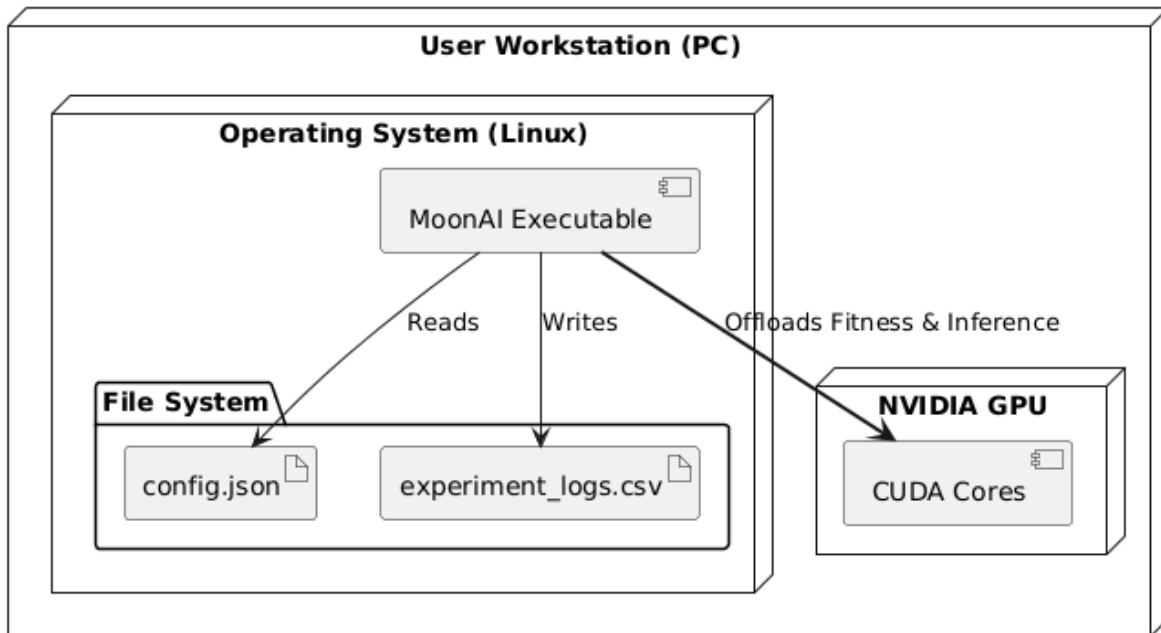 User Workstation (PC)
Operating System (Linux)
MoonAI Executable
Reads
Writes
Offloads Fitness & Inference
File System
NVIDIA GPU
config.json
experiment_logs.csv
CUDA Cores